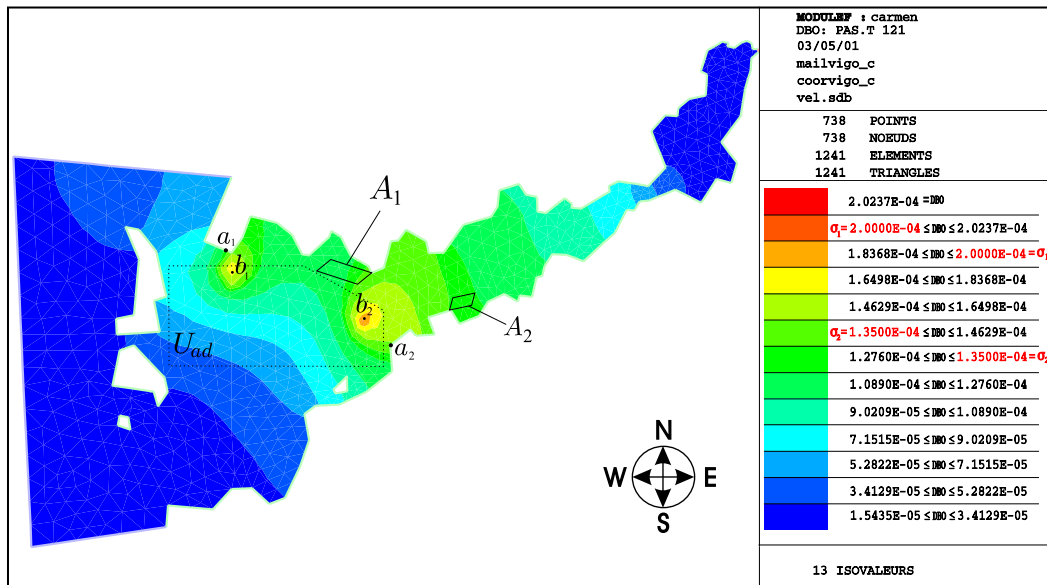 A₁
a₁
b₁
b₂
A₂
a₂
U_ad
N
W E
S
MODULEF : carmen
DBO: PAS.T 121
03/05/01
mailvigo_c
coorvigo_c
vel.sdb
738 POINTS
738 NOEUDS
1241 ELEMENTS
1241 TRIANGLES
2.0237E-04 =DBO
σ₁= 2.0000E-04 ≤ DBO ≤ 2.0237E-04
1.8368E-04 ≤ DBO ≤ 2.0000E-04 = σ₁
1.6498E-04 ≤ DBO ≤ 1.8368E-04
1.4629E-04 ≤ DBO ≤ 1.6498E-04
σ₂= 1.3500E-04 ≤ DBO ≤ 1.4629E-04
1.2760E-04 ≤ DBO ≤ 1.3500E-04 = σ₂
1.0890E-04 ≤ DBO ≤ 1.2760E-04
9.0209E-05 ≤ DBO ≤ 1.0890E-04
7.1515E-05 ≤ DBO ≤ 9.0209E-05
5.2822E-05 ≤ DBO ≤ 7.1515E-05
3.4129E-05 ≤ DBO ≤ 5.2822E-05
1.5435E-05 ≤ DBO ≤ 3.4129E-05
13 ISOVALEURS